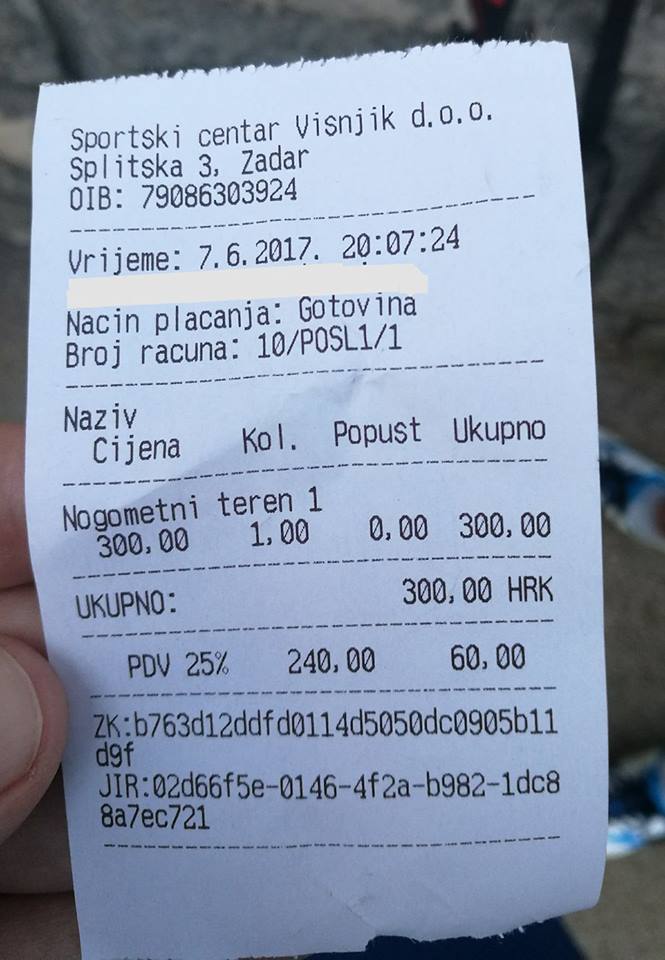 Sportski centar Visnjik d.o.o.
Splitska 3, Zadar
OIB: 79086303924
Vrijeme: 7.6.2017. 20:07:24
Nacin placanja: Gotovina
Broj racuna: 10/POSL1/1
Naziv
Cijena Kol. Popust Ukupno
Nogometni teren 1
300,00 1,00 0,00 300,00
UKUPNO: 300,00 HRK
PDV 25% 240,00 60,00
ZK:b763d12ddfd0114d5050dc0905b11
d9f
JIR:02d66f5e-0146-4f2a-b982-1dc8
8a7ec721